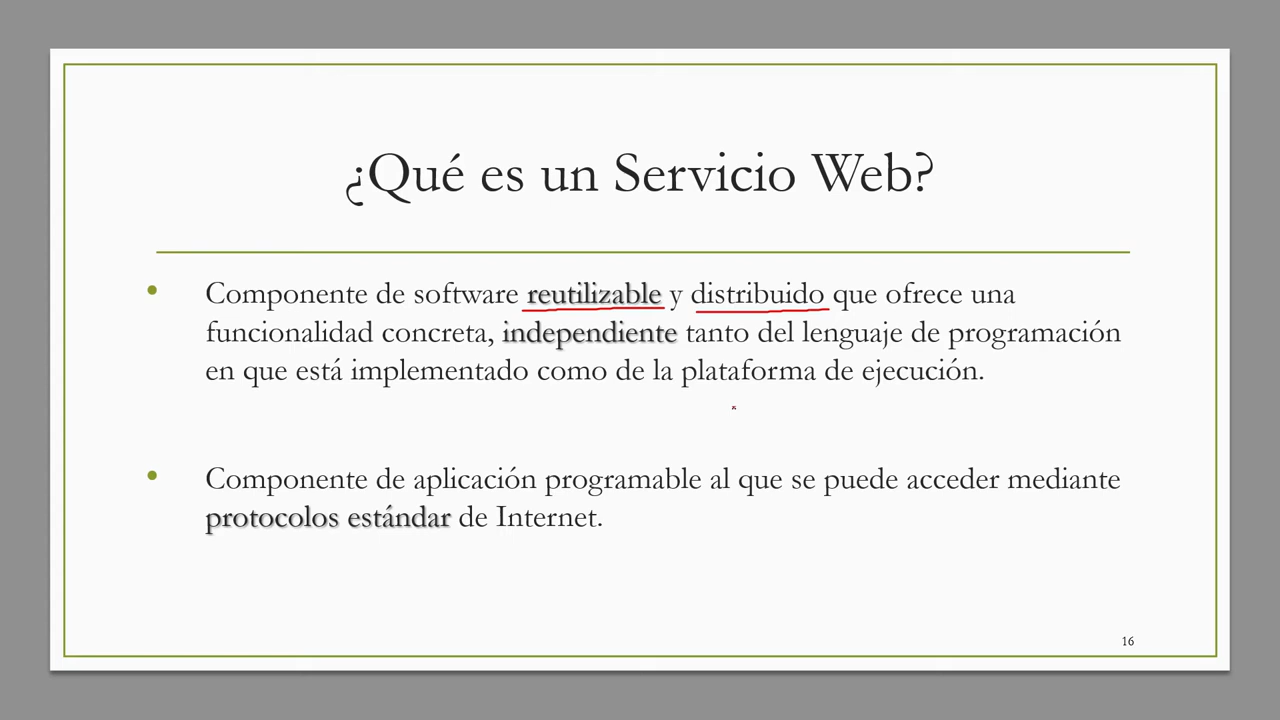 ¿Qué es un Servicio Web?
• Componente de software reutilizable y distribuido que ofrece una
funcionalidad concreta, independiente tanto del lenguaje de programación
en que está implementado como de la plataforma de ejecución.
• Componente de aplicación programable al que se puede acceder mediante
protocolos estándar de Internet.
16